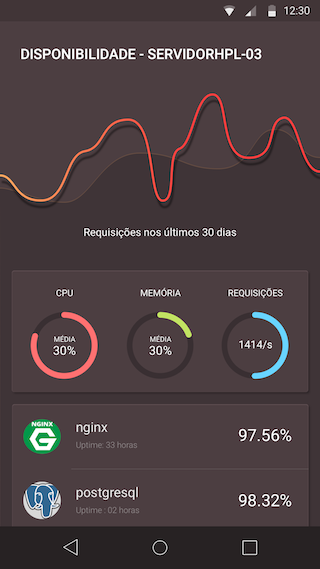 12:30
DISPONIBILIDADE - SERVIDORHPL-03
Requisições nos últimos 30 dias
CPU
MEMÓRIA
REQUISIÇÕES
MÉDIA
30%
MÉDIA
30%
1414/s
NGINX
G
nginx
Uptime: 33 horas
97.56%
postgresql
Uptime : 02 horas
98.32%